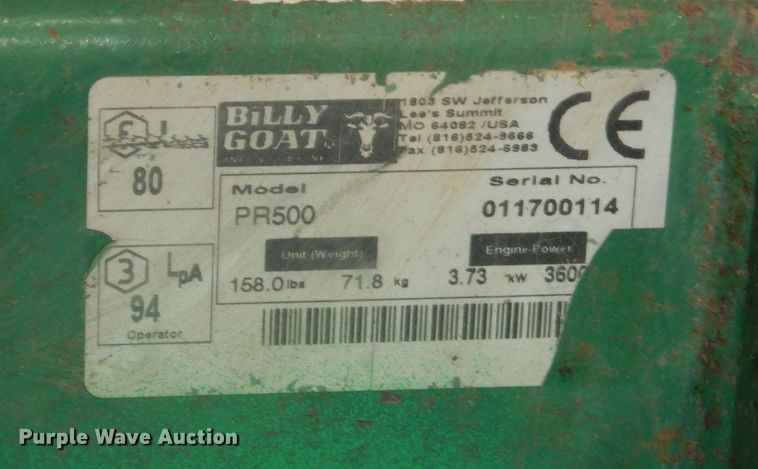 BiLLY
GOAT®
1803 SW Jefferson
Lee's Summit
MO 64082 /USA
Tel (816)524-9666
Fax (816)524-6983
CE
80
Model
Serial No.
PR500
011700114
Unit (Weight)
Engine-Power
158.0 lbs 71.8 kg 3.73 kW 3600
3 LpA
94
Operator
Purple Wave Auction